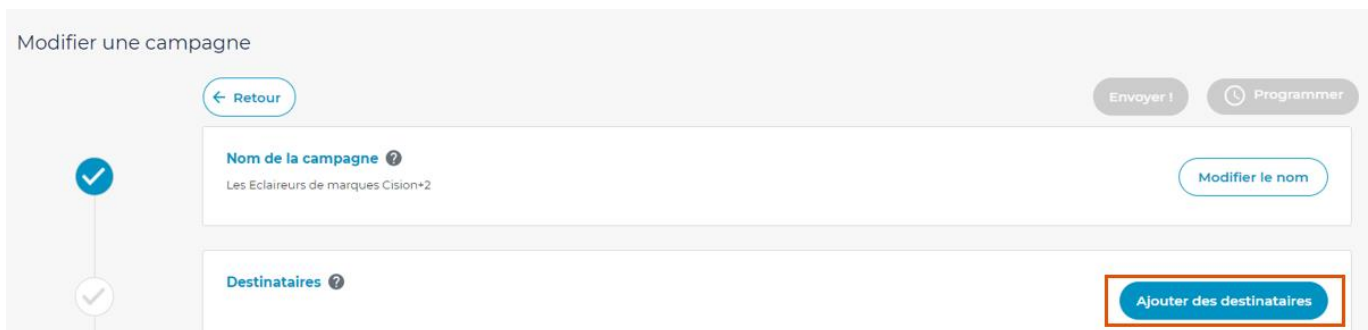 Modifier une campagne
← Retour
Envoyer !
Programmer
Nom de la campagne ?
Les Eclaireurs de marques Cision+2
Modifier le nom
Destinataires ?
Ajouter des destinataires